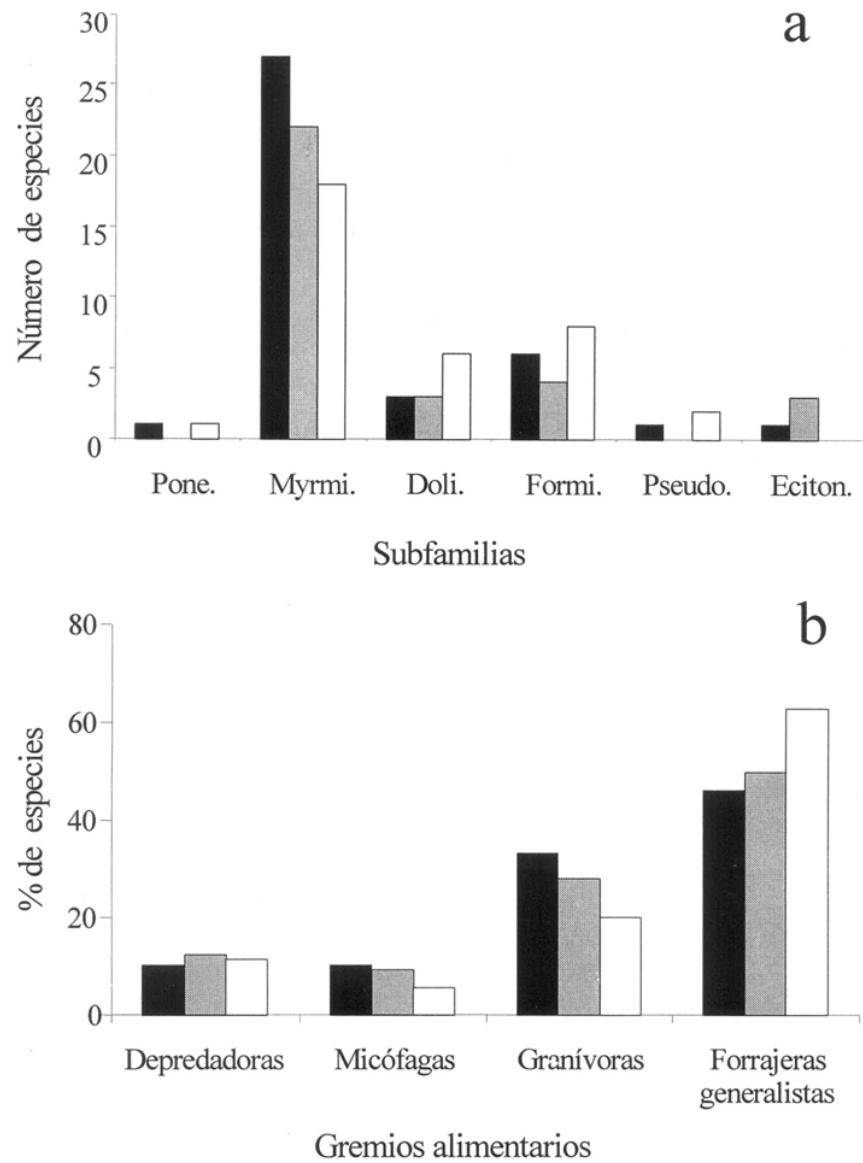 a
30
25
20
15
10
5
0
Número de especies
Pone. Myrmi. Doli. Formi. Pseudo. Eciton.
Subfamilias
b
80
60
40
20
0
% de especies
Depredadoras Micófagas Granívoras Forrajeras
generalistas
Gremios alimentarios